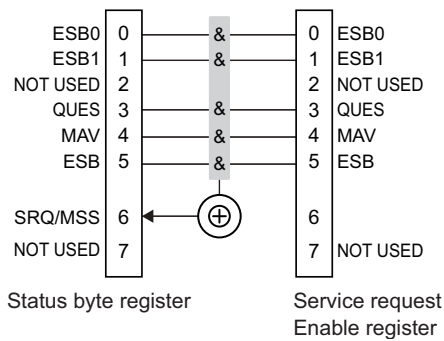 ESB0 0 & 0 ESB0
ESB1 1 & 1 ESB1
NOT USED 2 2 NOT USED
QUES 3 & 3 QUES
MAV 4 & 4 MAV
ESB 5 & 5 ESB
SRQ/MSS 6 6
NOT USED 7 7 NOT USED
Status byte register
Service request
Enable register